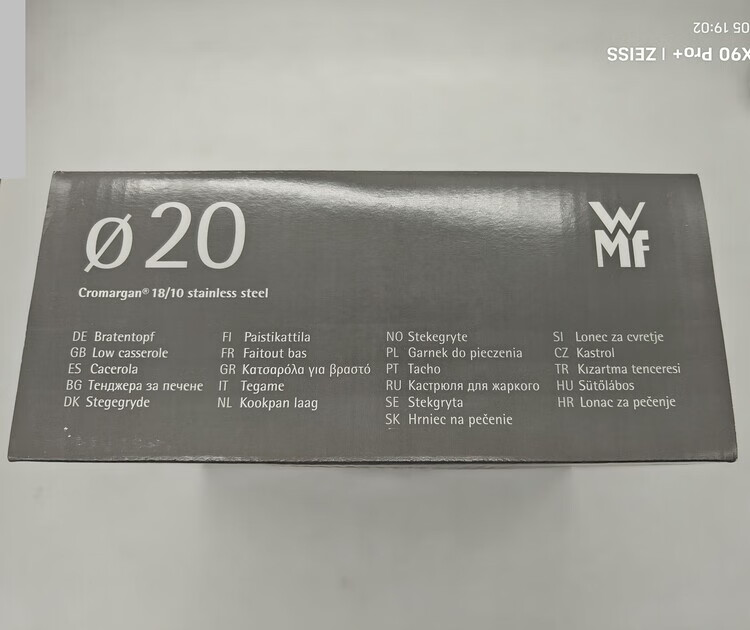 ø 20
WMF
Cromargan® 18/10 stainless steel
DE Bratentopf
GB Low casserole
ES Cacerola
BG Тенджера за печене
DK Stegegryde
FI Paistikattila
FR Faitout bas
GR Κατσαρόλα για βραστό
IT Tegame
NL Kookpan laag
NO Stekegryte
PL Garnek do pieczenia
PT Tacho
RU Кастрюля для жаркого
SE Stekgryta
SK Hrniec na pečenie
SI Lonec za cvretje
CZ Kastrol
TR Kızartma tenceresi
HU Sütőlábos
HR Lonac za pečenje
X90 Pro+ | ZEISS
05 19:02